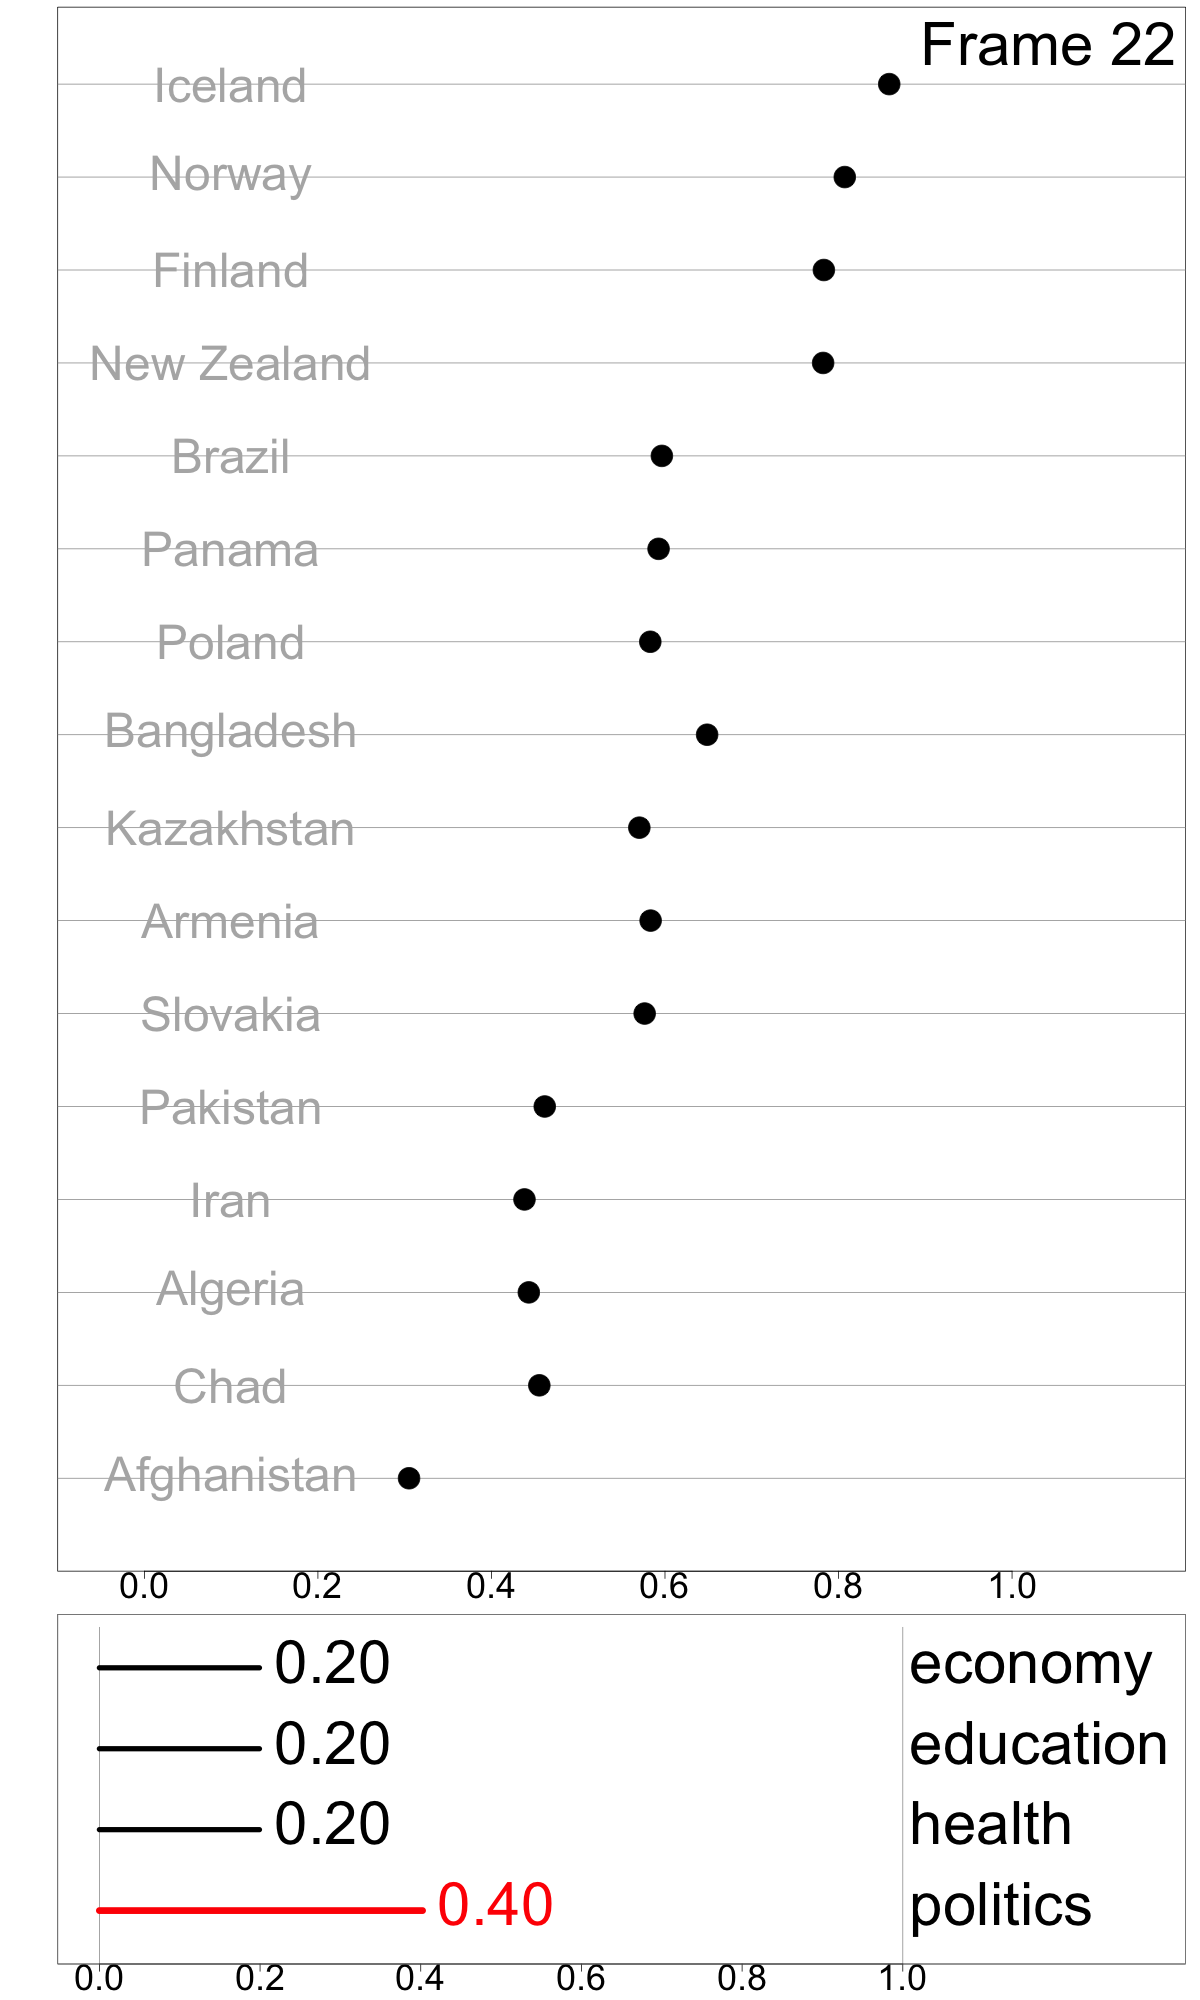 Frame 22
Iceland
Norway
Finland
New Zealand
Brazil
Panama
Poland
Bangladesh
Kazakhstan
Armenia
Slovakia
Pakistan
Iran
Algeria
Chad
Afghanistan
0.0 0.2 0.4 0.6 0.8 1.0
0.20 economy
0.20 education
0.20 health
0.40 politics
0.0 0.2 0.4 0.6 0.8 1.0